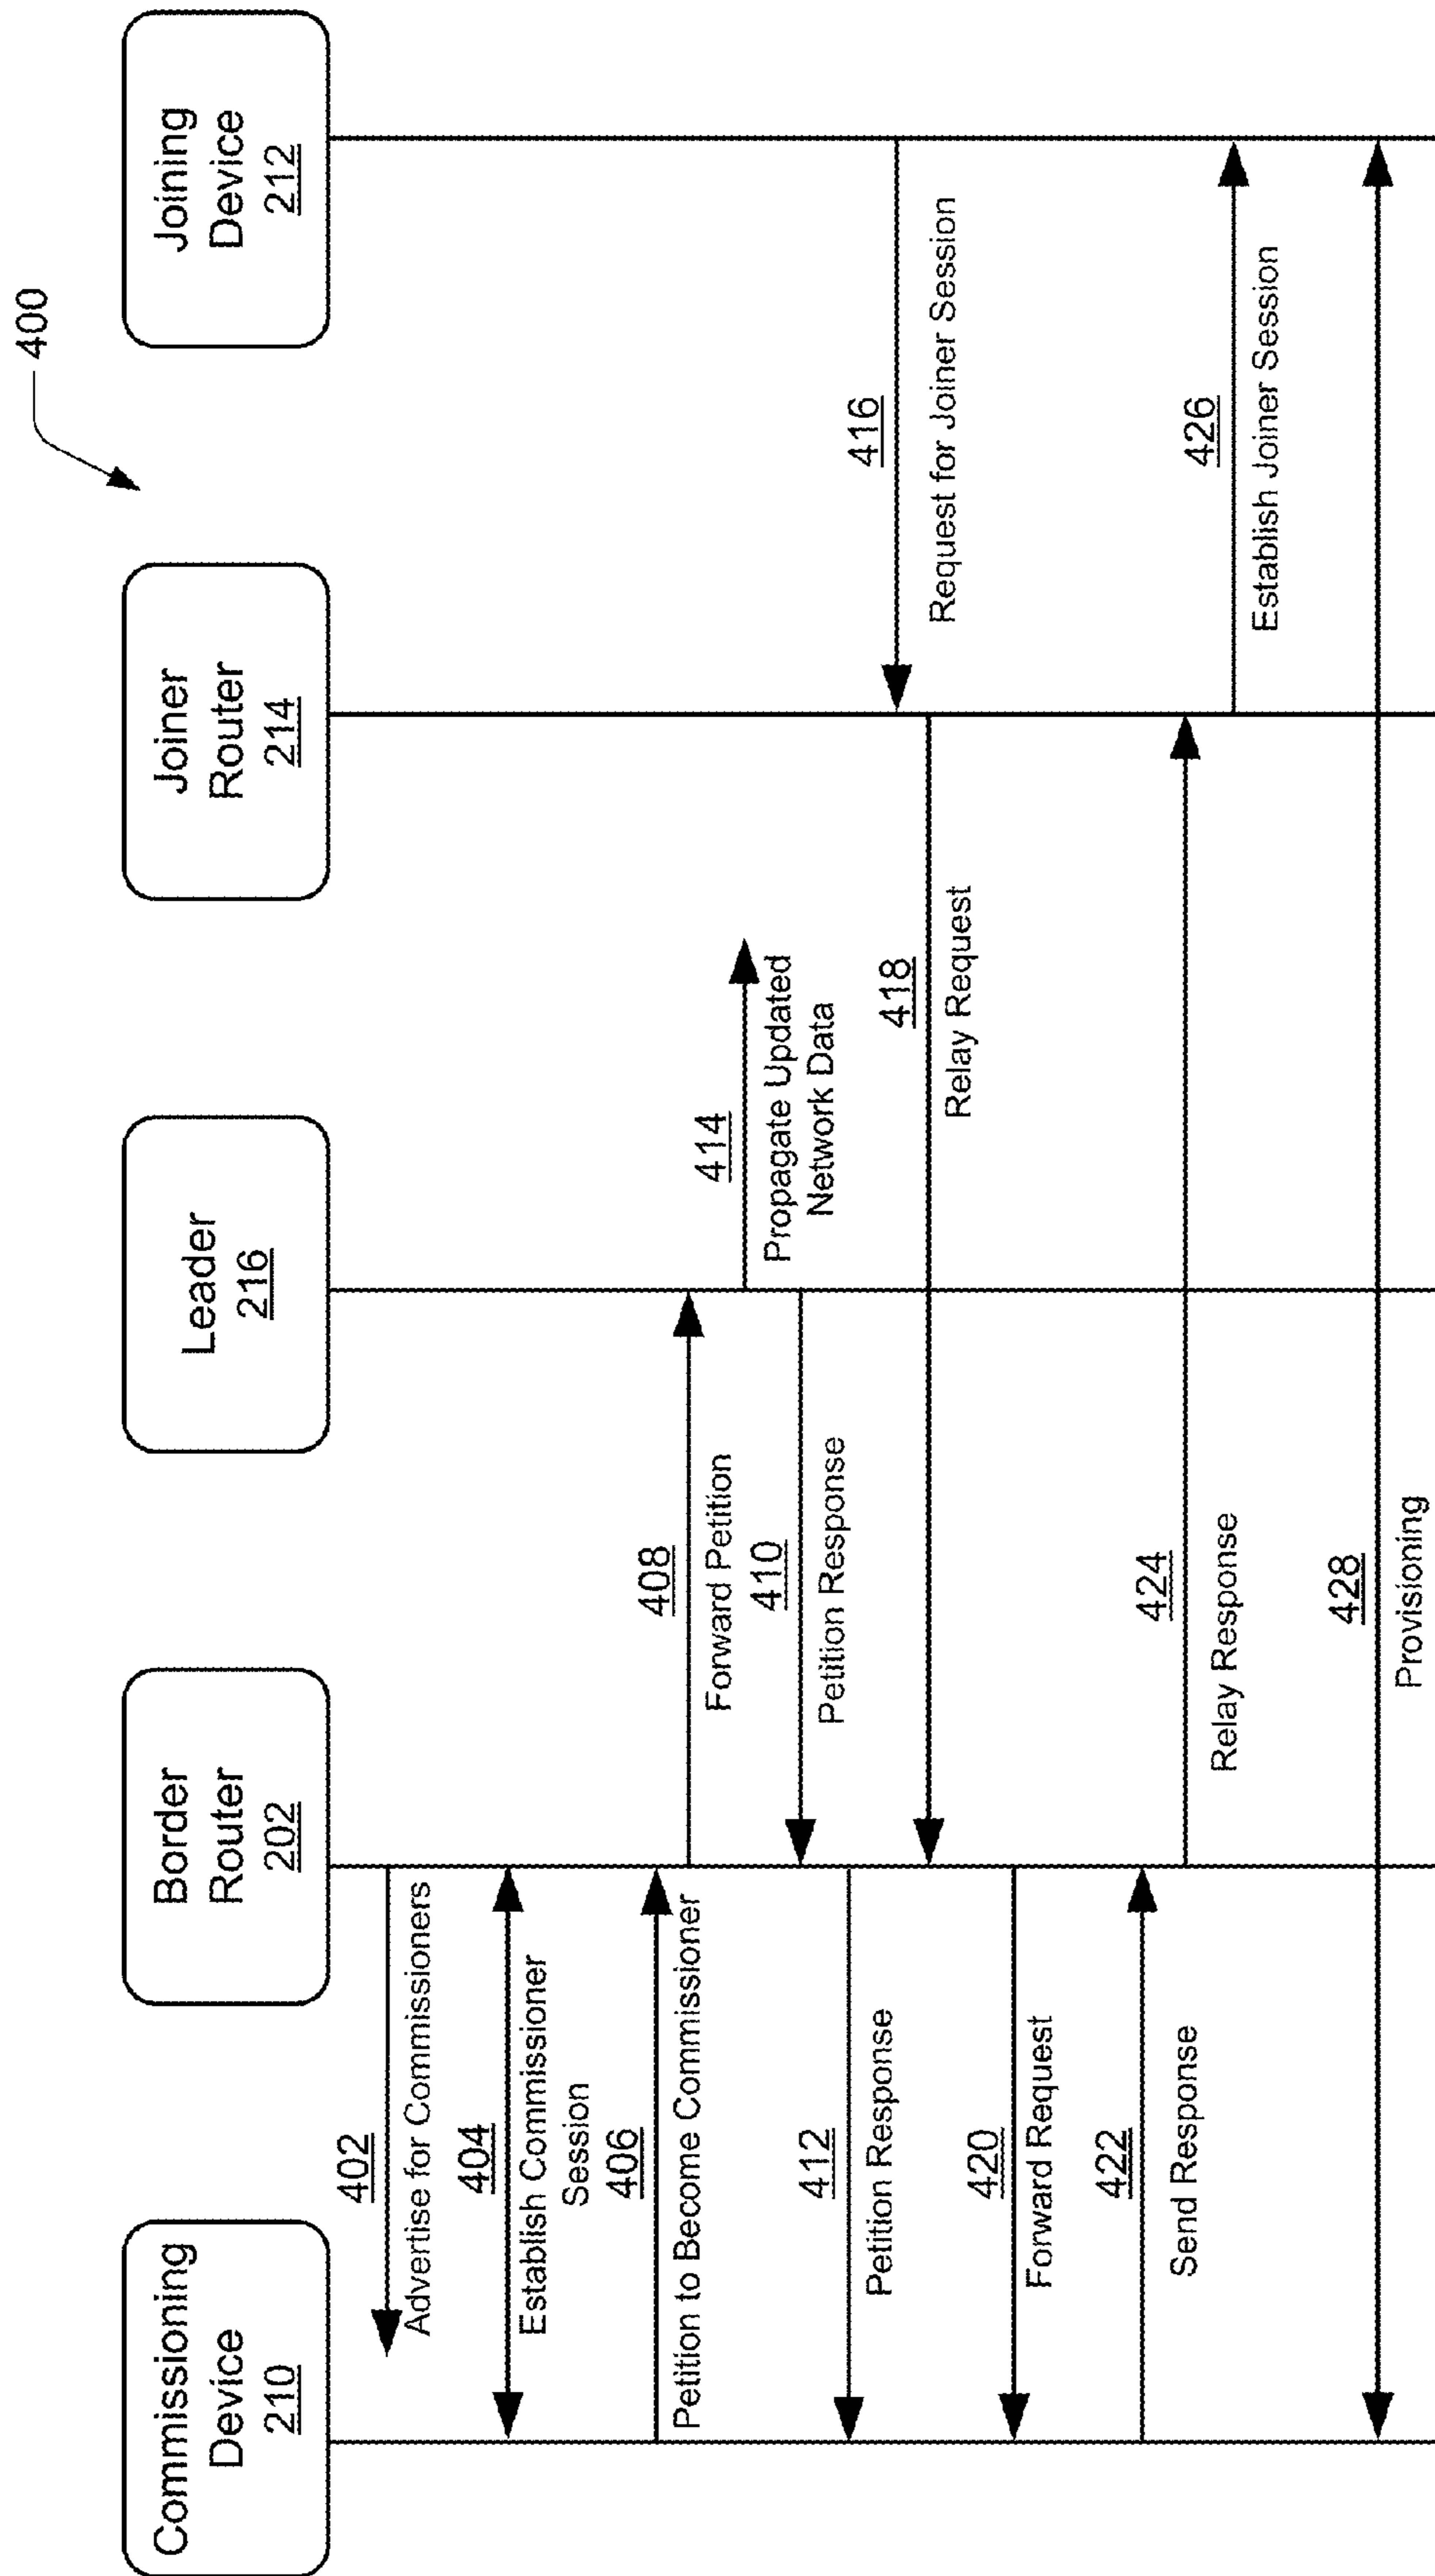 400
Commissioning
Device
210
Border
Router
202
Leader
216
Joiner
Router
214
Joining
Device
212
402
Advertise for Commissioners
404
Establish Commissioner
Session
406
Petition to Become Commissioner
408
Forward Petition
414
Propagate Updated
Network Data
410
Petition Response
412
Petition Response
416
Request for Joiner Session
418
Relay Request
420
Forward Request
422
Send Response
424
Relay Response
426
Establish Joiner Session
428
Provisioning